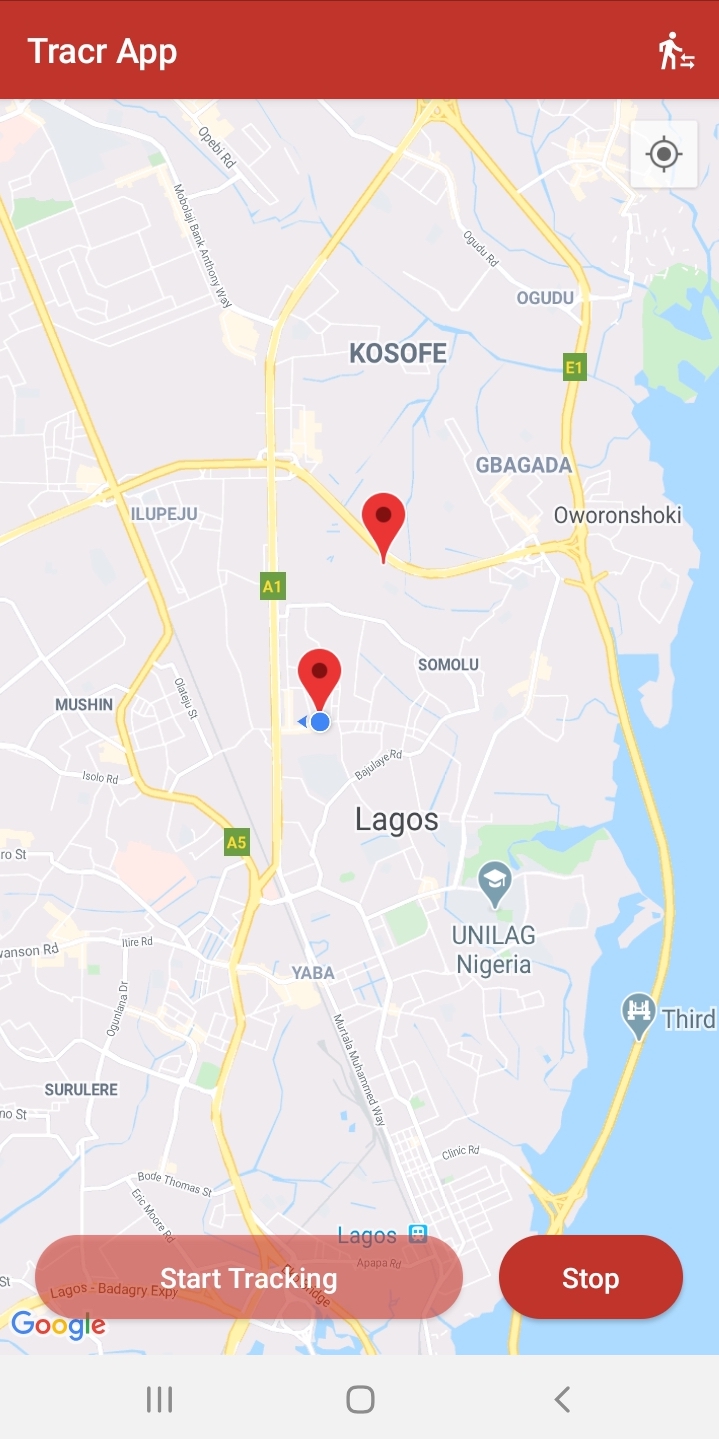 Tracr App
Opebi Rd
Mobolaji Bank Anthony Way
Ogudu Rd
OGUDU
KOSOFE
E1
GBAGADA
ILUPEJU
Oworonshoki
A1
SOMOLU
MUSHIN
Olateju St
Isolo Rd
Bajulaye Rd
Lagos
A5
ro St
UNILAG
Nigeria
Itire Rd
wanson Rd
YABA
Ogunlana Dr
Third
Murtala Muhammed Way
SURULERE
no St
Clinic Rd
Bode Thomas St
Eric Moore Rd
Lagos
Apapa Rd
Start Tracking
Stop
St
Lagos - Badagry Expy
Google